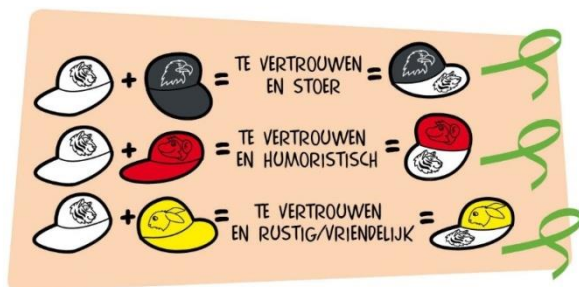 + = TE VERTROUWEN EN STOER =
+ = TE VERTROUWEN EN HUMORISTISCH =
+ = TE VERTROUWEN EN RUSTIG/VRIENDELIJK =